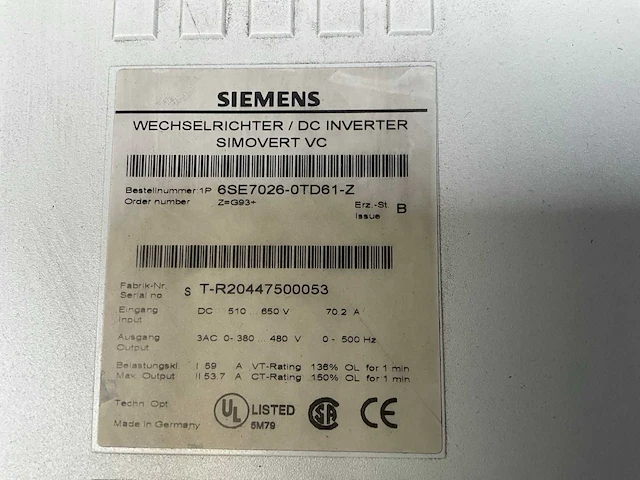 SIEMENS
WECHSELRICHTER / DC INVERTER
SIMOVERT VC
Bestellnummer 1P 6SE7026-0TD61-Z
Order number Z=G93+ Erz.-St. B
Issue
Fabrik-Nr. S T-R20447500053
Serial no
Eingang DC 510 650 V 70.2 A
Input
Ausgang 3AC 0- 380 480 V 0 - 500 Hz
Output
Belastungskl. I 59 A VT-Rating 136% OL for 1 min
Max. Output II 53.7 A CT-Rating 150% OL for 1 min
Techn. Opt.
UL LISTED SA CE
Made in Germany 5M79